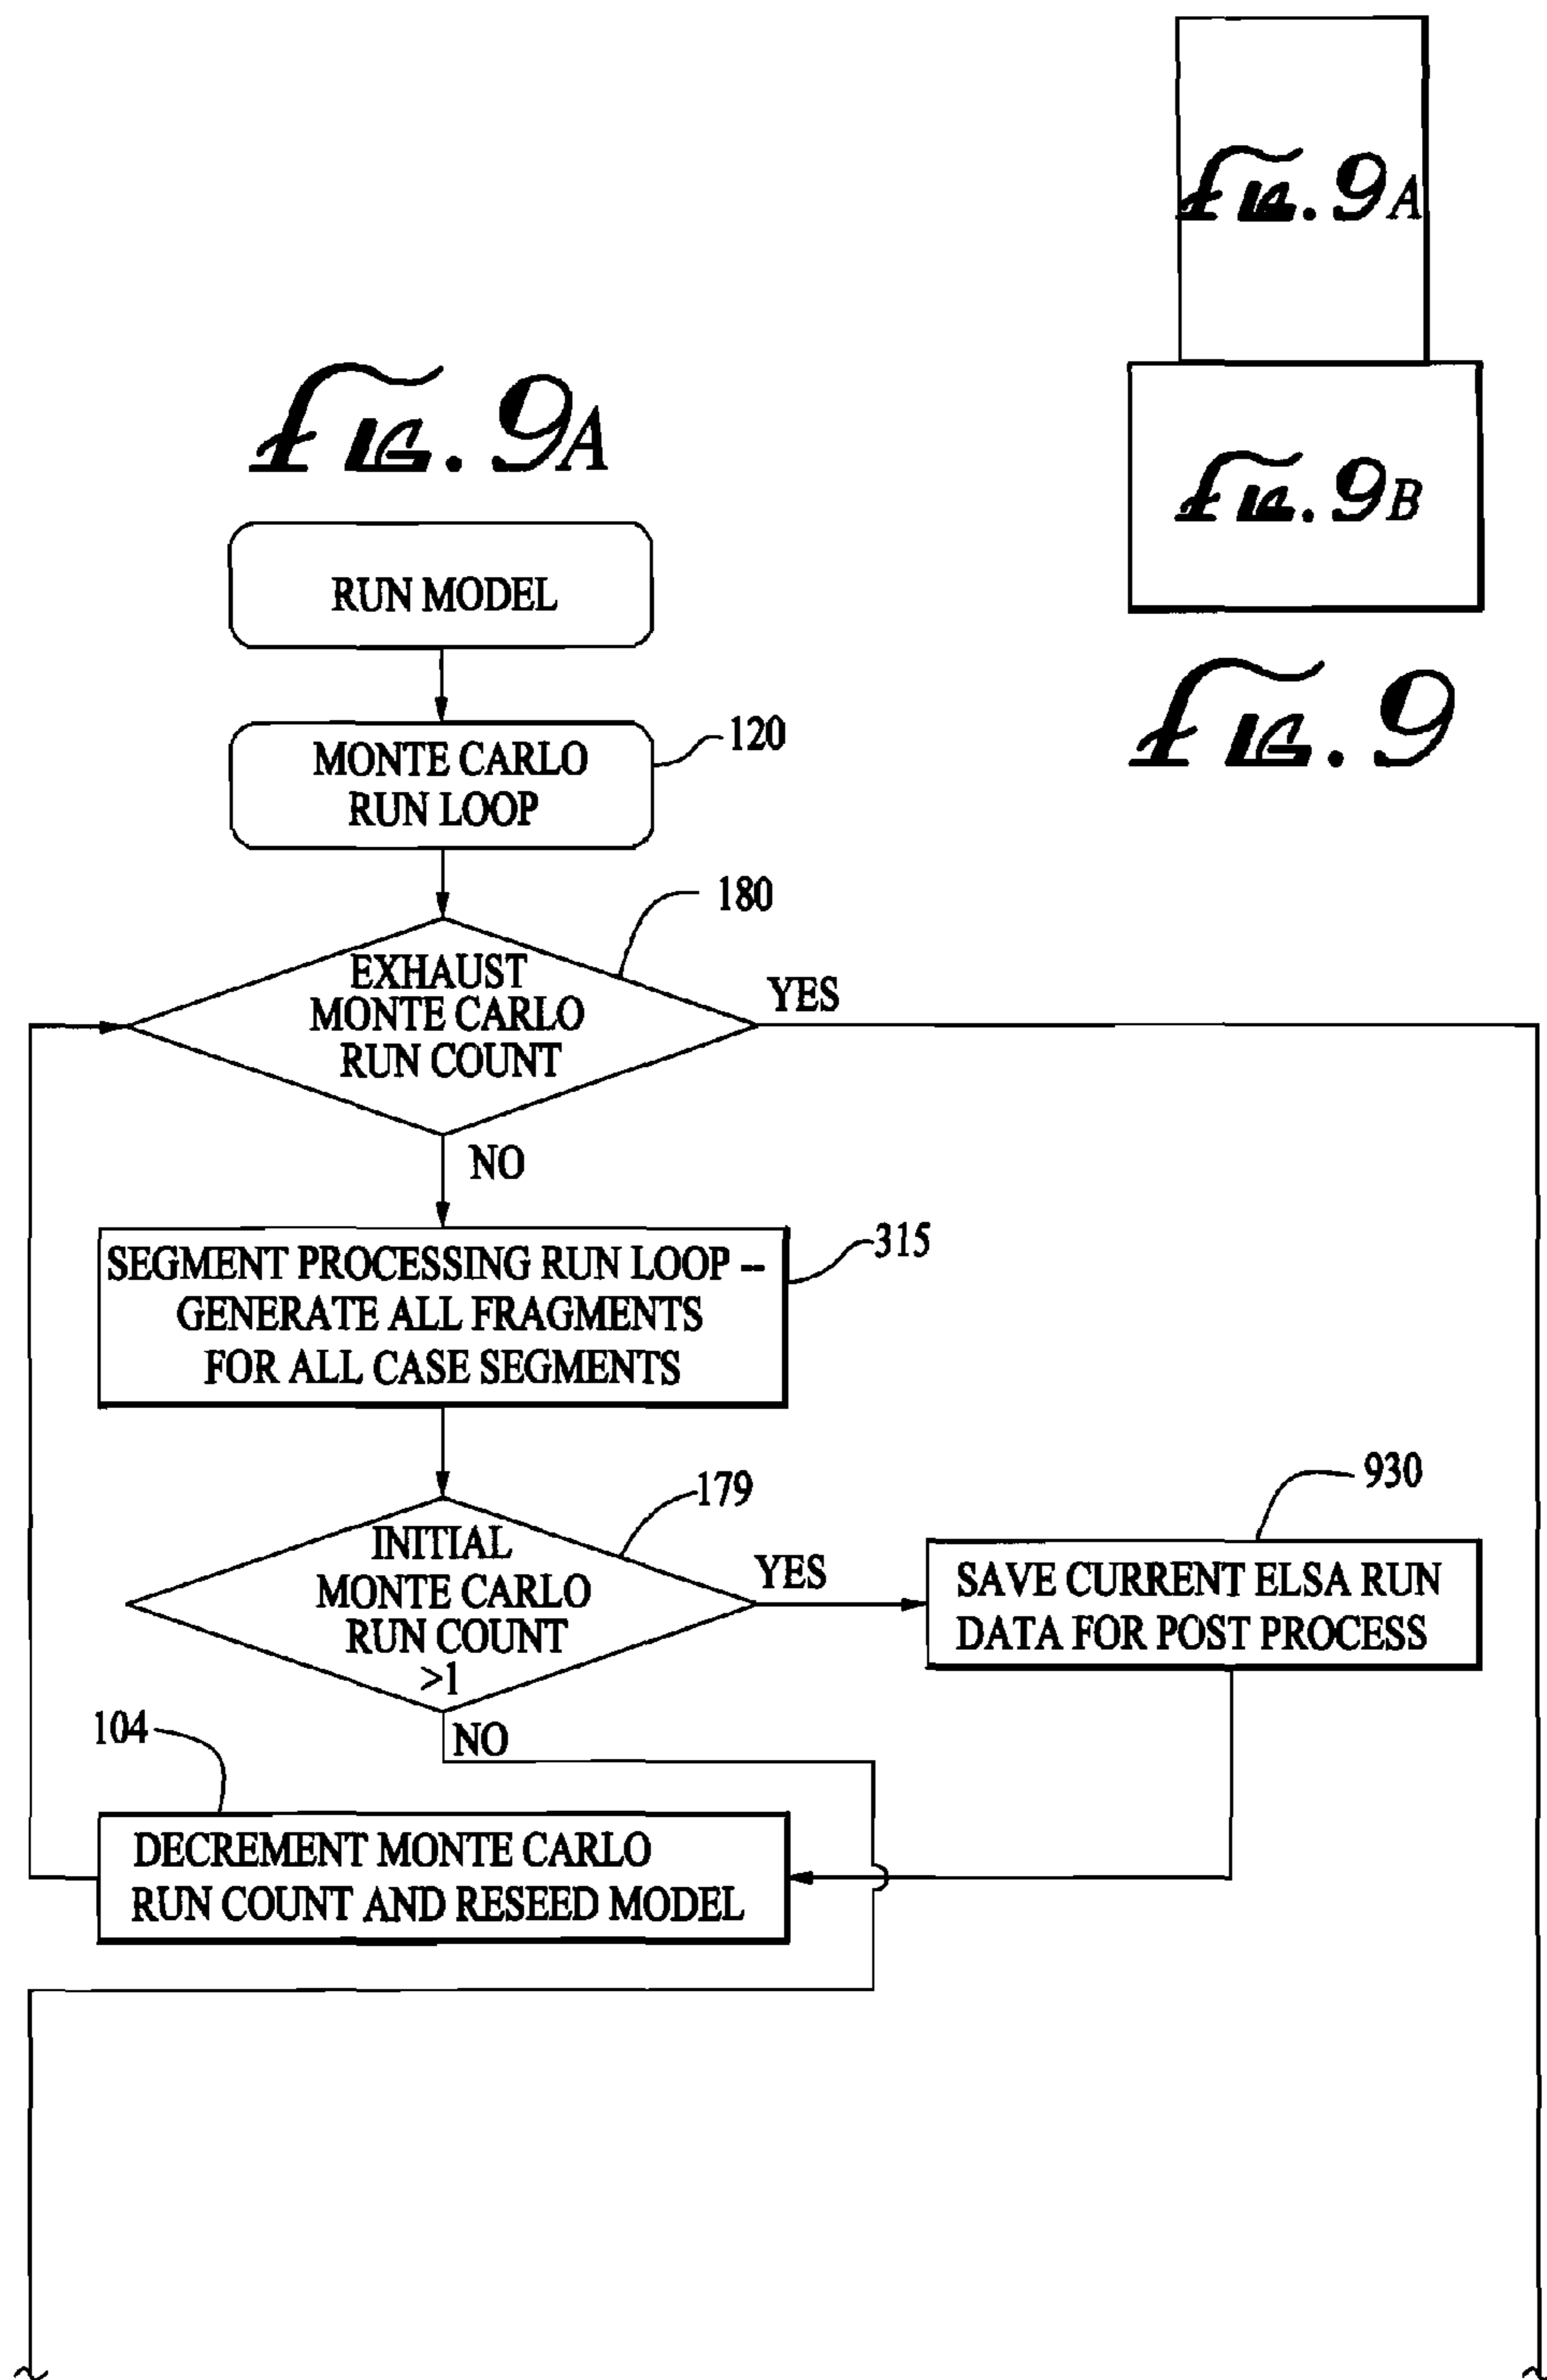 FIG. 9A
FIG. 9B
FIG. 9
FIG. 9A
RUN MODEL
MONTE CARLO
RUN LOOP
120
180
EXHAUST
MONTE CARLO
RUN COUNT
YES
NO
SEGMENT PROCESSING RUN LOOP --
GENERATE ALL FRAGMENTS
FOR ALL CASE SEGMENTS
315
179
INITIAL
MONTE CARLO
RUN COUNT
>1
YES
930
SAVE CURRENT ELSA RUN
DATA FOR POST PROCESS
NO
104
DECREMENT MONTE CARLO
RUN COUNT AND RESEED MODEL